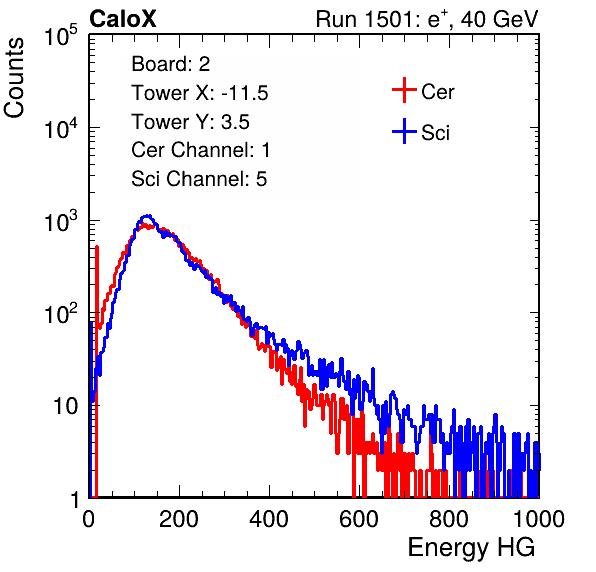 CaloX Run 1501: e⁺, 40 GeV
Counts
Board: 2
Tower X: -11.5
Tower Y: 3.5
Cer Channel: 1
Sci Channel: 5
Cer
Sci
10⁵
10⁴
10³
10²
10
1
0 200 400 600 800 1000
Energy HG